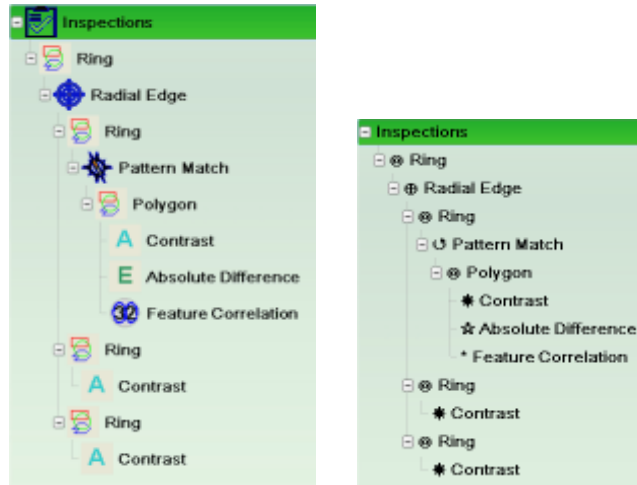 Inspections
Ring
Radial Edge
Ring
Pattern Match
Polygon
A Contrast
E Absolute Difference
32 Feature Correlation
Ring
A Contrast
Ring
A Contrast
Inspections
Ring
Radial Edge
Ring
Pattern Match
Polygon
Contrast
Absolute Difference
* Feature Correlation
Ring
Contrast
Ring
Contrast